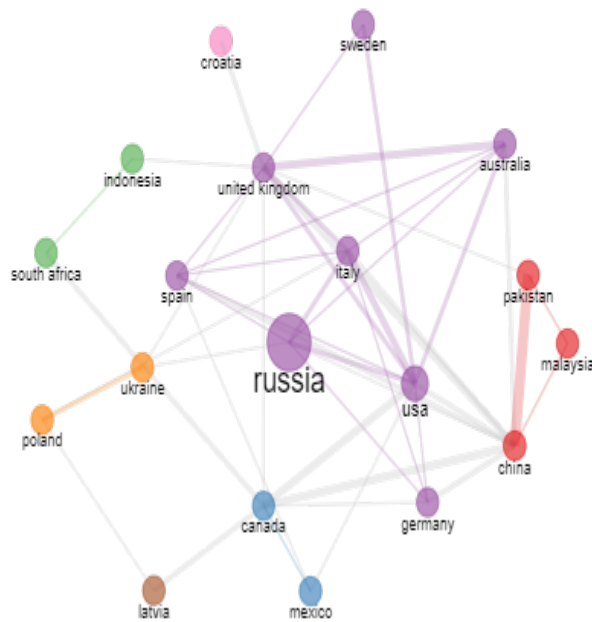 sweden
croatia
australia
indonesia
united kingdom
south africa
spain
italy
pakistan
malaysia
russia
ukraine
usa
poland
china
canada
germany
latvia
mexico